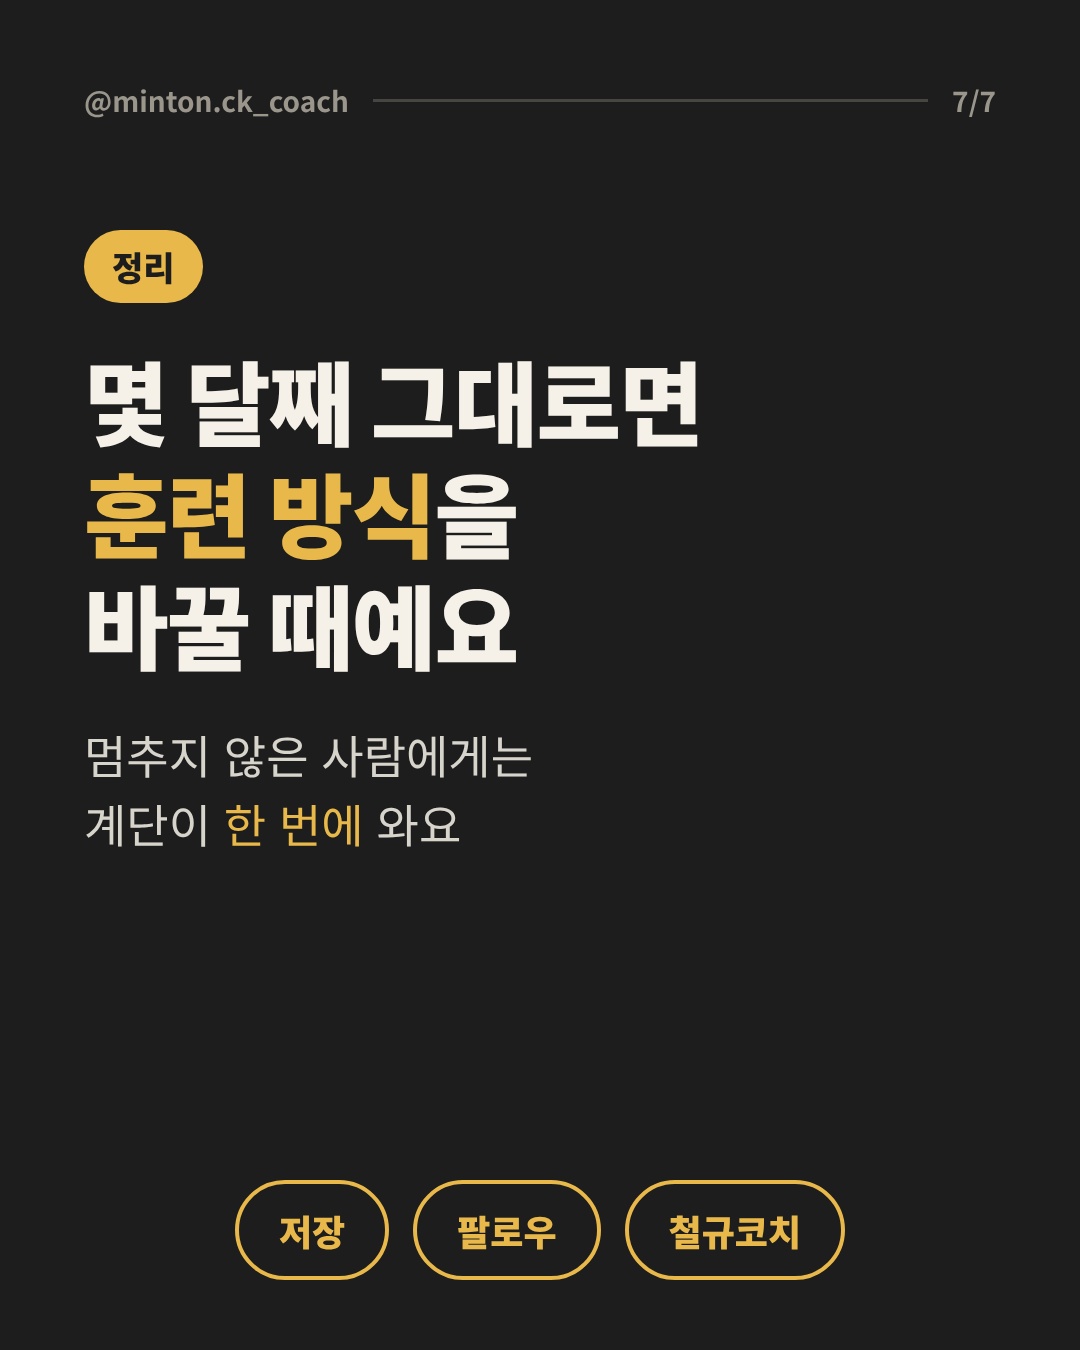 @minton.ck_coach 7/7
정리
몇 달째 그대로면
훈련 방식을
바꿀 때예요
멈추지 않은 사람에게는
계단이 한 번에 와요
저장 팔로우 철규코치